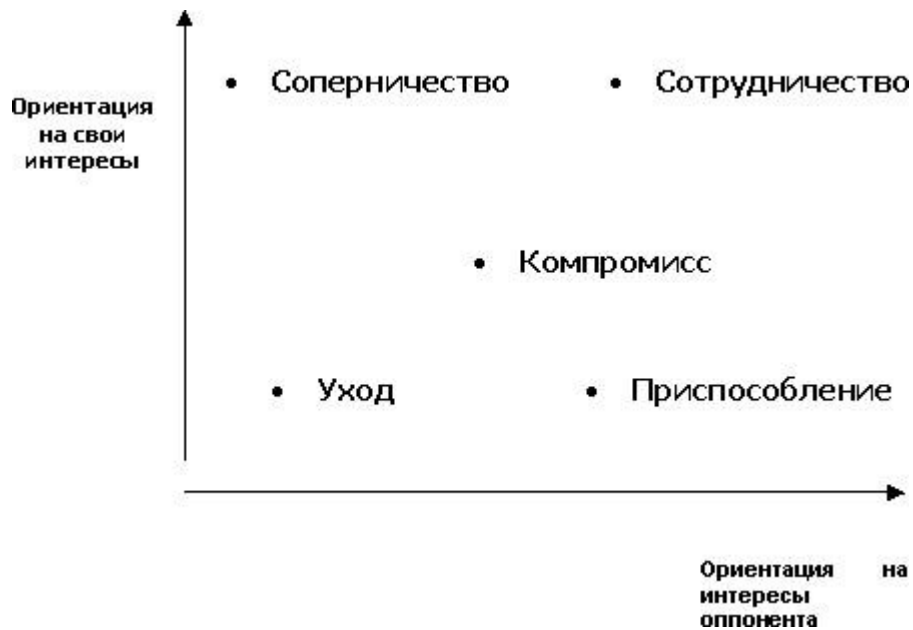 • Соперничество
• Сотрудничество
Ориентация
на свои
интересы
• Компромисс
• Уход
• Приспособление
Ориентация на
интересы
оппонента